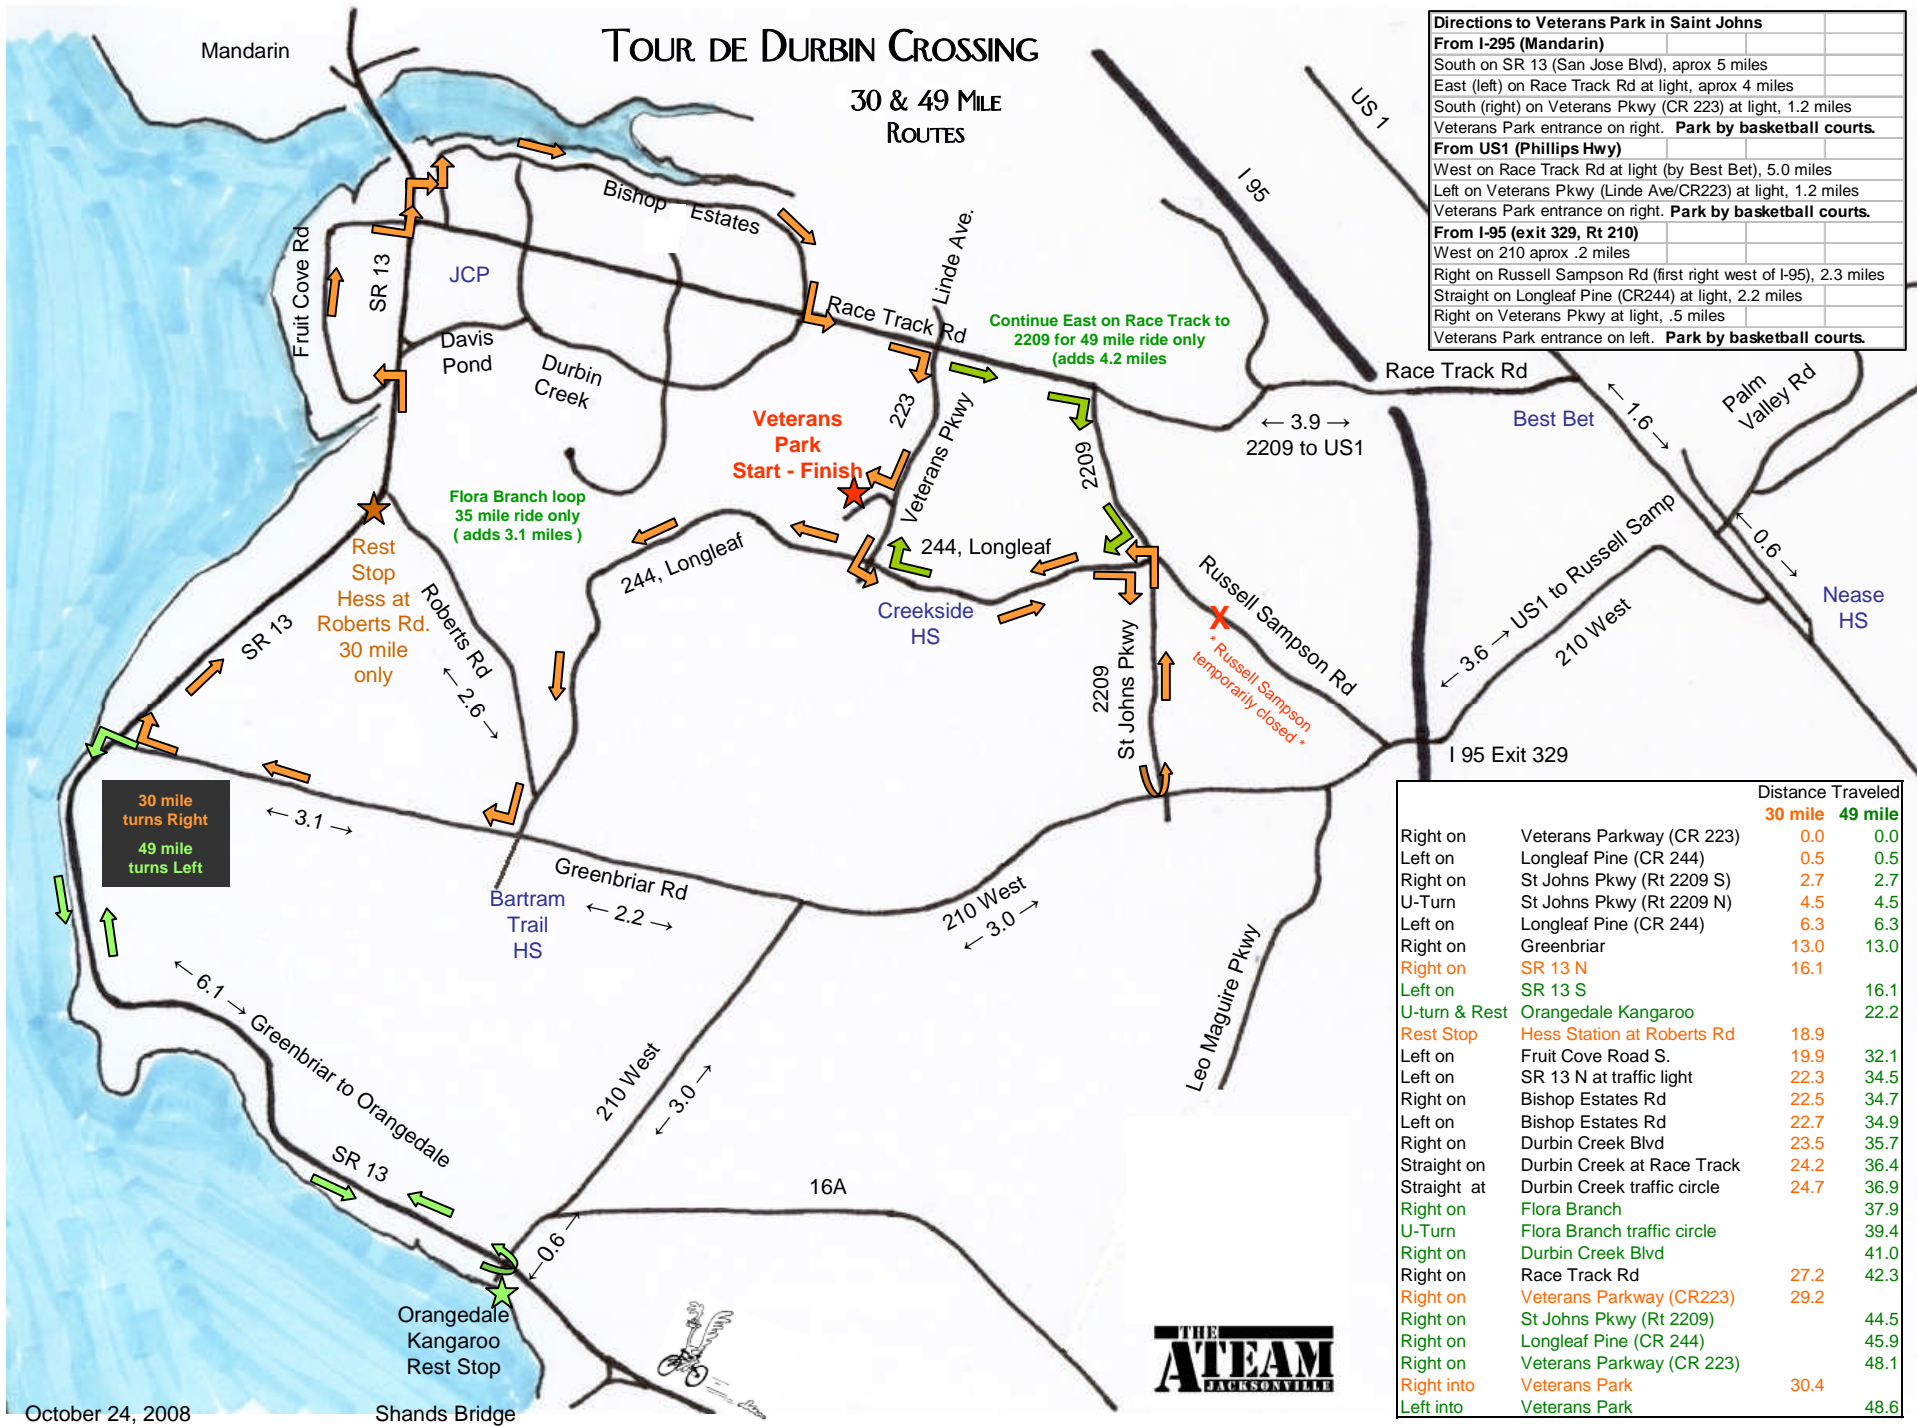 TOUR DE DURBIN CROSSING
30 & 49 MILE
ROUTES
Directions to Veterans Park in Saint Johns
From I-295 (Mandarin)
South on SR 13 (San Jose Blvd), aprox 5 miles
East (left) on Race Track Rd at light, aprox 4 miles
South (right) on Veterans Pkwy (CR 223) at light, 1.2 miles
Veterans Park entrance on right. Park by basketball courts.
From US1 (Phillips Hwy)
West on Race Track Rd at light (by Best Bet), 5.0 miles
Left on Veterans Pkwy (Linde Ave/CR223) at light, 1.2 miles
Veterans Park entrance on right. Park by basketball courts.
From I-95 (exit 329, Rt 210)
West on 210 aprox .2 miles
Right on Russell Sampson Rd (first right west of I-95), 2.3 miles
Straight on Longleaf Pine (CR244) at light, 2.2 miles
Right on Veterans Pkwy at light, .5 miles
Veterans Park entrance on left. Park by basketball courts.
Mandarin
US 1
I 95
Bishop Estates
Linde Ave.
Fruit Cove Rd
SR 13
JCP
Davis
Pond
Durbin
Creek
Race Track Rd
Continue East on Race Track to
2209 for 49 mile ride only
(adds 4.2 miles
Race Track Rd
Best Bet
Palm
Valley Rd
← 1.6 →
← 3.9 →
2209 to US1
223
Veterans Pkwy
2209
Veterans
Park
Start - Finish
Flora Branch loop
35 mile ride only
( adds 3.1 miles )
Rest
Stop
Hess at
Roberts Rd.
30 mile
only
Roberts Rd
← 2.6 →
SR 13
244, Longleaf
244, Longleaf
Creekside
HS
Russell Sampson Rd
X
* Russell Sampson
temporarily closed *
2209
St Johns Pkwy
← 3.6 → US1 to Russell Samp
210 West
← 0.6 →
Nease
HS
I 95 Exit 329
30 mile
turns Right
49 mile
turns Left
← 3.1 →
Greenbriar Rd
← 2.2 →
Bartram
Trail
HS
210 West
← 3.0 →
Leo Maguire Pkwy
← 6.1 → Greenbriar to Orangedale
210 West
← 3.0 →
SR 13
16A
← 0.6 →
Orangedale
Kangaroo
Rest Stop
THE
A TEAM
JACKSONVILLE
October 24, 2008
Shands Bridge
Distance Traveled
30 mile 49 mile
Right on Veterans Parkway (CR 223) 0.0 0.0
Left on Longleaf Pine (CR 244) 0.5 0.5
Right on St Johns Pkwy (Rt 2209 S) 2.7 2.7
U-Turn St Johns Pkwy (Rt 2209 N) 4.5 4.5
Left on Longleaf Pine (CR 244) 6.3 6.3
Right on Greenbriar 13.0 13.0
Right on SR 13 N 16.1
Left on SR 13 S 16.1
U-turn & Rest Orangedale Kangaroo 22.2
Rest Stop Hess Station at Roberts Rd 18.9
Left on Fruit Cove Road S. 19.9 32.1
Left on SR 13 N at traffic light 22.3 34.5
Right on Bishop Estates Rd 22.5 34.7
Left on Bishop Estates Rd 22.7 34.9
Right on Durbin Creek Blvd 23.5 35.7
Straight on Durbin Creek at Race Track 24.2 36.4
Straight at Durbin Creek traffic circle 24.7 36.9
Right on Flora Branch 37.9
U-Turn Flora Branch traffic circle 39.4
Right on Durbin Creek Blvd 41.0
Right on Race Track Rd 27.2 42.3
Right on Veterans Parkway (CR223) 29.2
Right on St Johns Pkwy (Rt 2209) 44.5
Right on Longleaf Pine (CR 244) 45.9
Right on Veterans Parkway (CR 223) 48.1
Right into Veterans Park 30.4
Left into Veterans Park 48.6